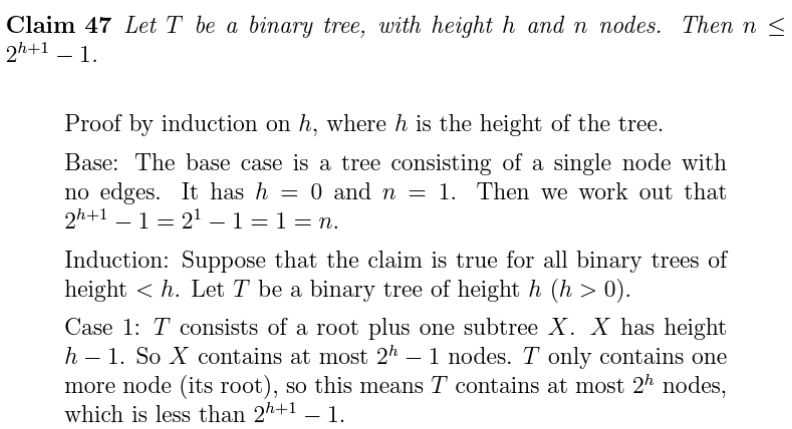 Claim 47 Let T be a binary tree, with height h and n nodes. Then n ≤
2^{h+1} − 1.
Proof by induction on h, where h is the height of the tree.
Base: The base case is a tree consisting of a single node with
no edges. It has h = 0 and n = 1. Then we work out that
2^{h+1} − 1 = 2^1 − 1 = 1 = n.
Induction: Suppose that the claim is true for all binary trees of
height < h. Let T be a binary tree of height h (h > 0).
Case 1: T consists of a root plus one subtree X. X has height
h − 1. So X contains at most 2^h − 1 nodes. T only contains one
more node (its root), so this means T contains at most 2^h nodes,
which is less than 2^{h+1} − 1.